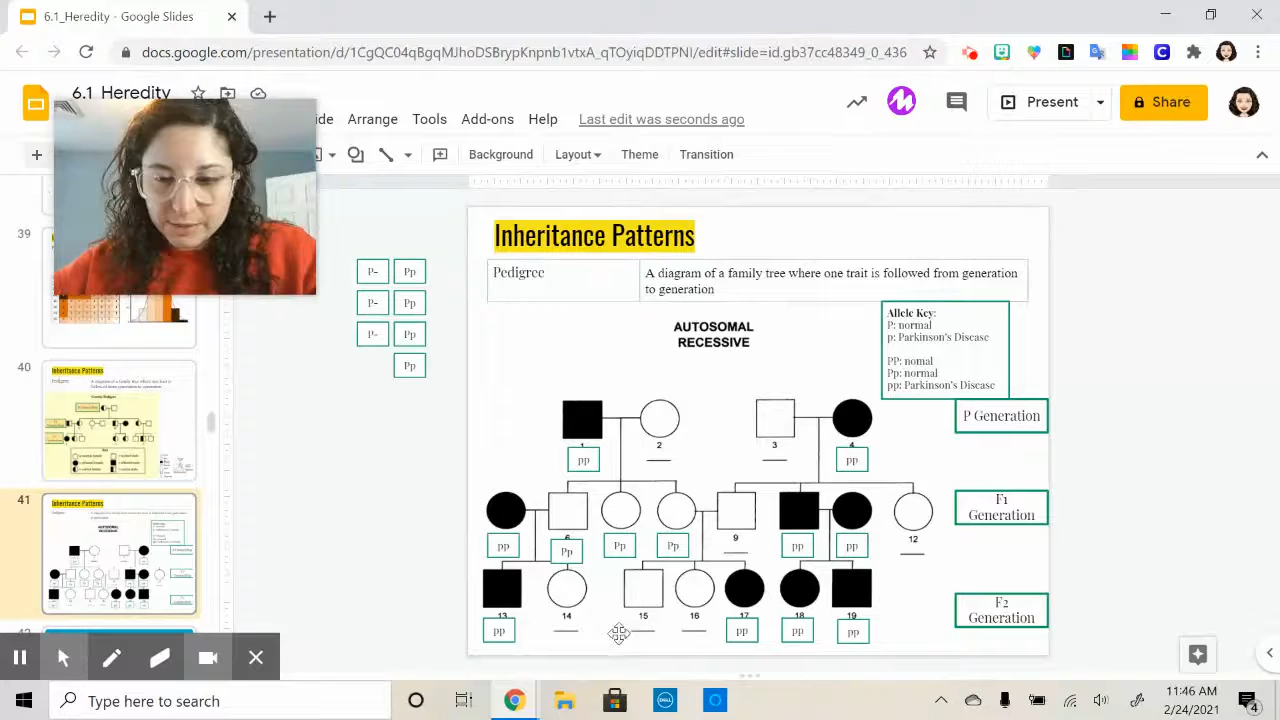 6.1_Heredity - Google Slides
docs.google.com/presentation/d/1CgQC04qBgqMJhoDSBrypKnpnb1vtxA_gTOyiqDDTPNI/edit#slide=id.gb37cc48349_0_436
6.1 Heredity
Present
Share
ide Arrange Tools Add-ons Help Last edit was seconds ago
Background Layout Theme Transition
39
40
41
Inheritance Patterns
Pedigree
A diagram of a family tree where one trait is followed from generation
to generation
P- Pp
P- Pp
P- Pp
Pp
AUTOSOMAL
RECESSIVE
Allele Key:
P: normal
p: Parkinson's Disease
PP: nomal
Pp: normal
pp: Parkinson's Disease
P Generation
1 2 3 4
pp pp
F1
Generation
6 9 12
pp Pp Pp Pp pp pp
F2
Generation
13 14 15 16 17 18 19
pp pp pp pp
Type here to search
11:46 AM
2/24/2021
4